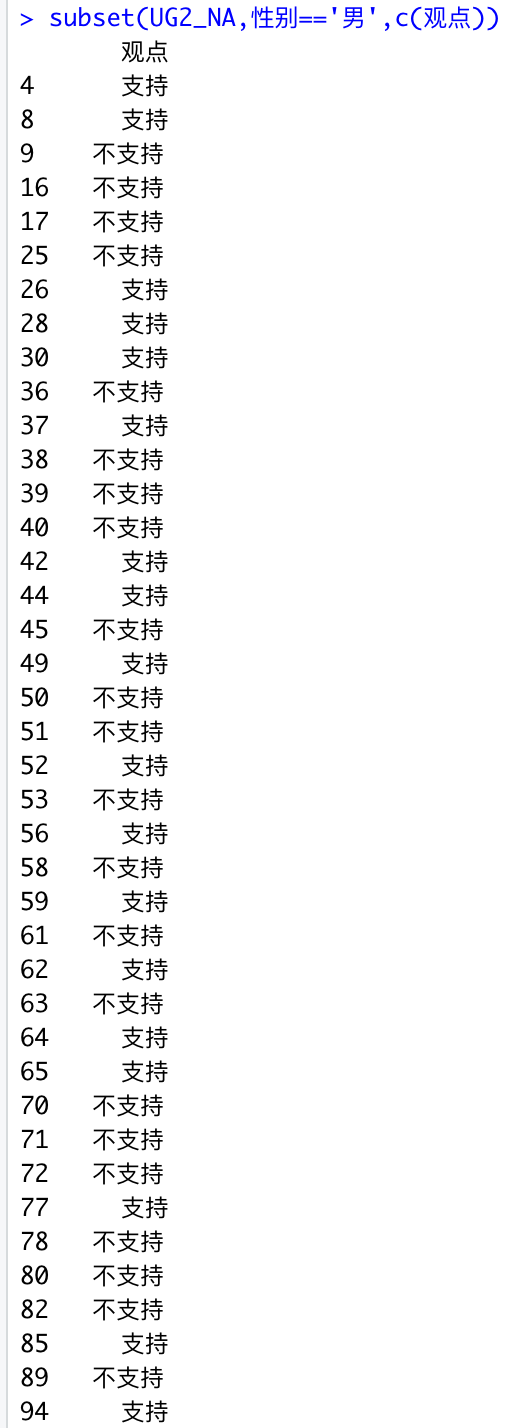 > subset(UG2_NA,性别=='男',c(观点))
观点
4 支持
8 支持
9 不支持
16 不支持
17 不支持
25 不支持
26 支持
28 支持
30 支持
36 不支持
37 支持
38 不支持
39 不支持
40 不支持
42 支持
44 支持
45 不支持
49 支持
50 不支持
51 不支持
52 支持
53 不支持
56 支持
58 不支持
59 支持
61 不支持
62 支持
63 不支持
64 支持
65 支持
70 不支持
71 不支持
72 不支持
77 支持
78 不支持
80 不支持
82 不支持
85 支持
89 不支持
94 支持